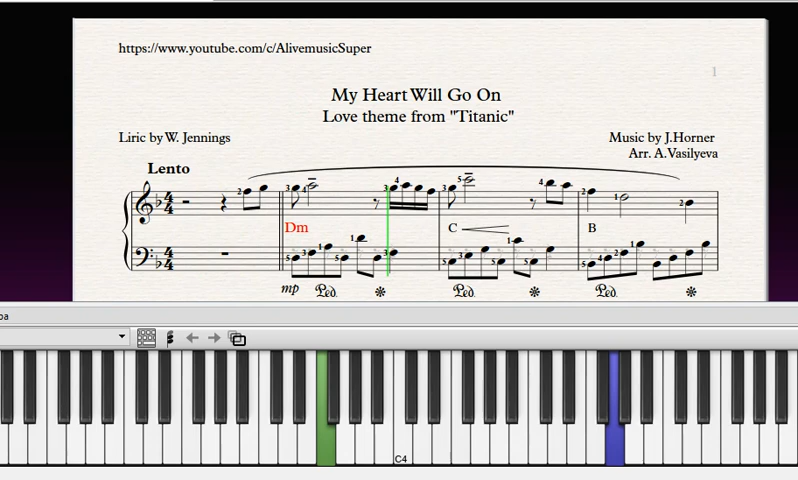 https://www.youtube.com/c/AlivemusicSuper
1
My Heart Will Go On
Love theme from "Titanic"
Liric by W. Jennings
Music by J.Horner
Arr. A.Vasilyeva
Lento
Dm
C
B
mp
C4